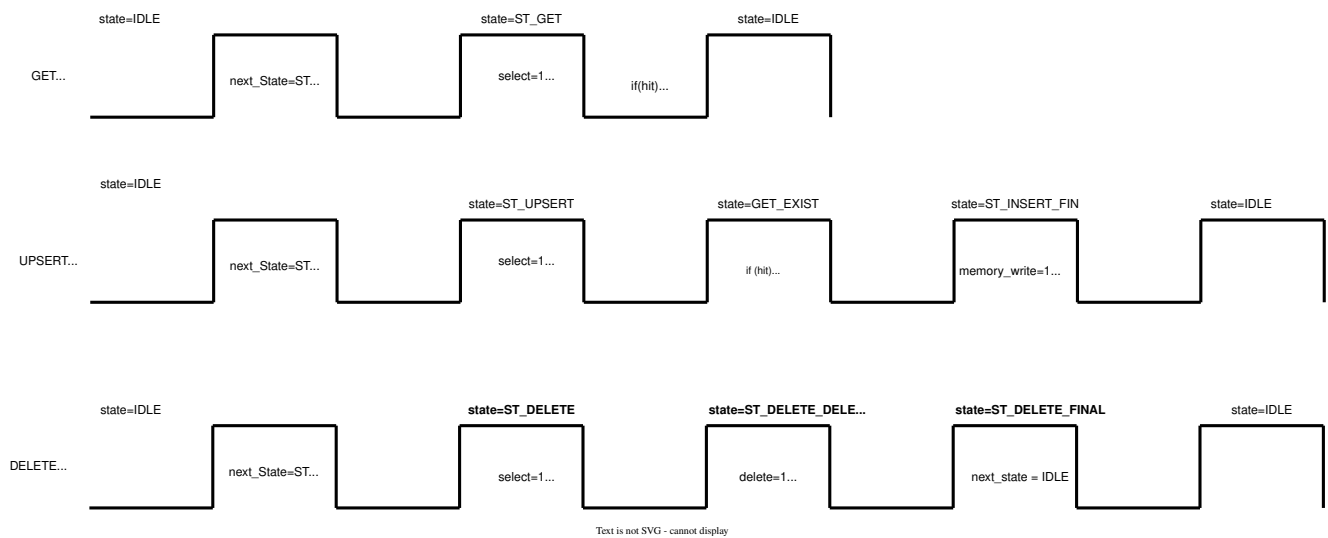 state=IDLE state=ST_GET state=IDLE
GET... next_State=ST... select=1... if(hit)...
state=IDLE
state=ST_UPSERT state=GET_EXIST state=ST_INSERT_FIN state=IDLE
UPSERT... next_State=ST... select=1... if (hit)... memory_write=1...
state=IDLE state=ST_DELETE state=ST_DELETE_DELE... state=ST_DELETE_FINAL state=IDLE
DELETE... next_State=ST... select=1... delete=1... next_state = IDLE
Text is not SVG - cannot display